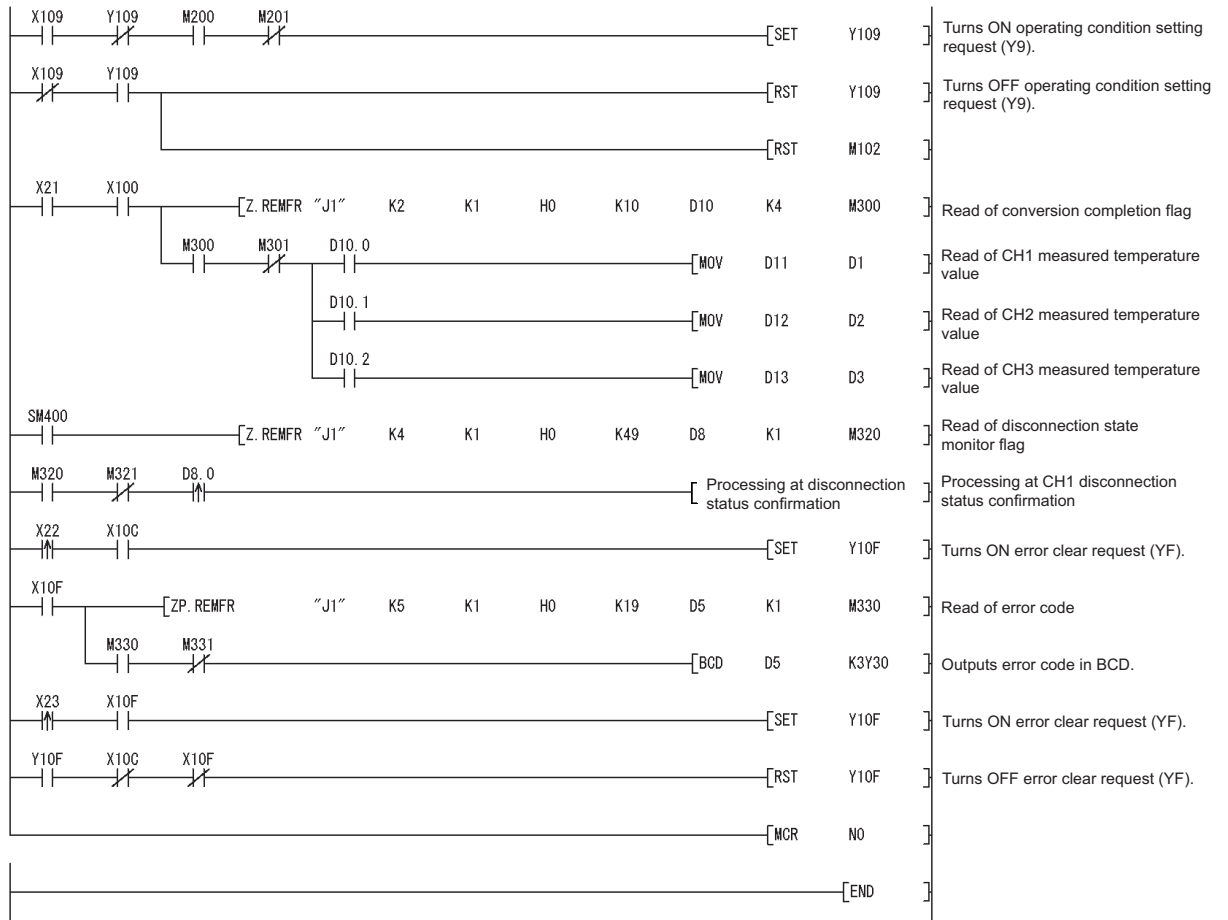 X109 Y109 M200 M201
[SET Y109]
Turns ON operating condition setting
request (Y9).
X109 Y109
[RST Y109]
Turns OFF operating condition setting
request (Y9).
[RST M102]
X21 X100
[Z.REMFR "J1" K2 K1 H0 K10 D10 K4 M300]
Read of conversion completion flag
M300 M301 D10.0
[MOV D11 D1]
Read of CH1 measured temperature
value
D10.1
[MOV D12 D2]
Read of CH2 measured temperature
value
D10.2
[MOV D13 D3]
Read of CH3 measured temperature
value
SM400
[Z.REMFR "J1" K4 K1 H0 K49 D8 K1 M320]
Read of disconnection state
monitor flag
M320 M321 D8.0
[Processing at disconnection
status confirmation]
Processing at CH1 disconnection
status confirmation
X22 X10C
[SET Y10F]
Turns ON error clear request (YF).
X10F
[ZP.REMFR "J1" K5 K1 H0 K19 D5 K1 M330]
Read of error code
M330 M331
[BCD D5 K3Y30]
Outputs error code in BCD.
X23 X10F
[SET Y10F]
Turns ON error clear request (YF).
Y10F X10C X10F
[RST Y10F]
Turns OFF error clear request (YF).
[MCR N0]
[END]